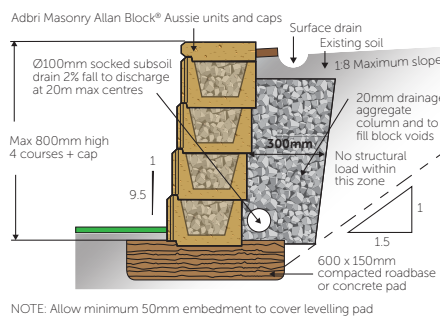 Adbri Masonry Allan Block® Aussie units and caps
Surface drain
Existing soil
1:8 Maximum slope
Ø100mm socked subsoil
drain 2% fall to discharge
at 20m max centres
20mm drainage
aggregate
column and to
fill block voids
Max 800mm high
4 courses + cap
300mm
No structural
load within
this zone
1
9.5
1
1.5
600 x 150mm
compacted roadbase
or concrete pad
NOTE: Allow minimum 50mm embedment to cover levelling pad